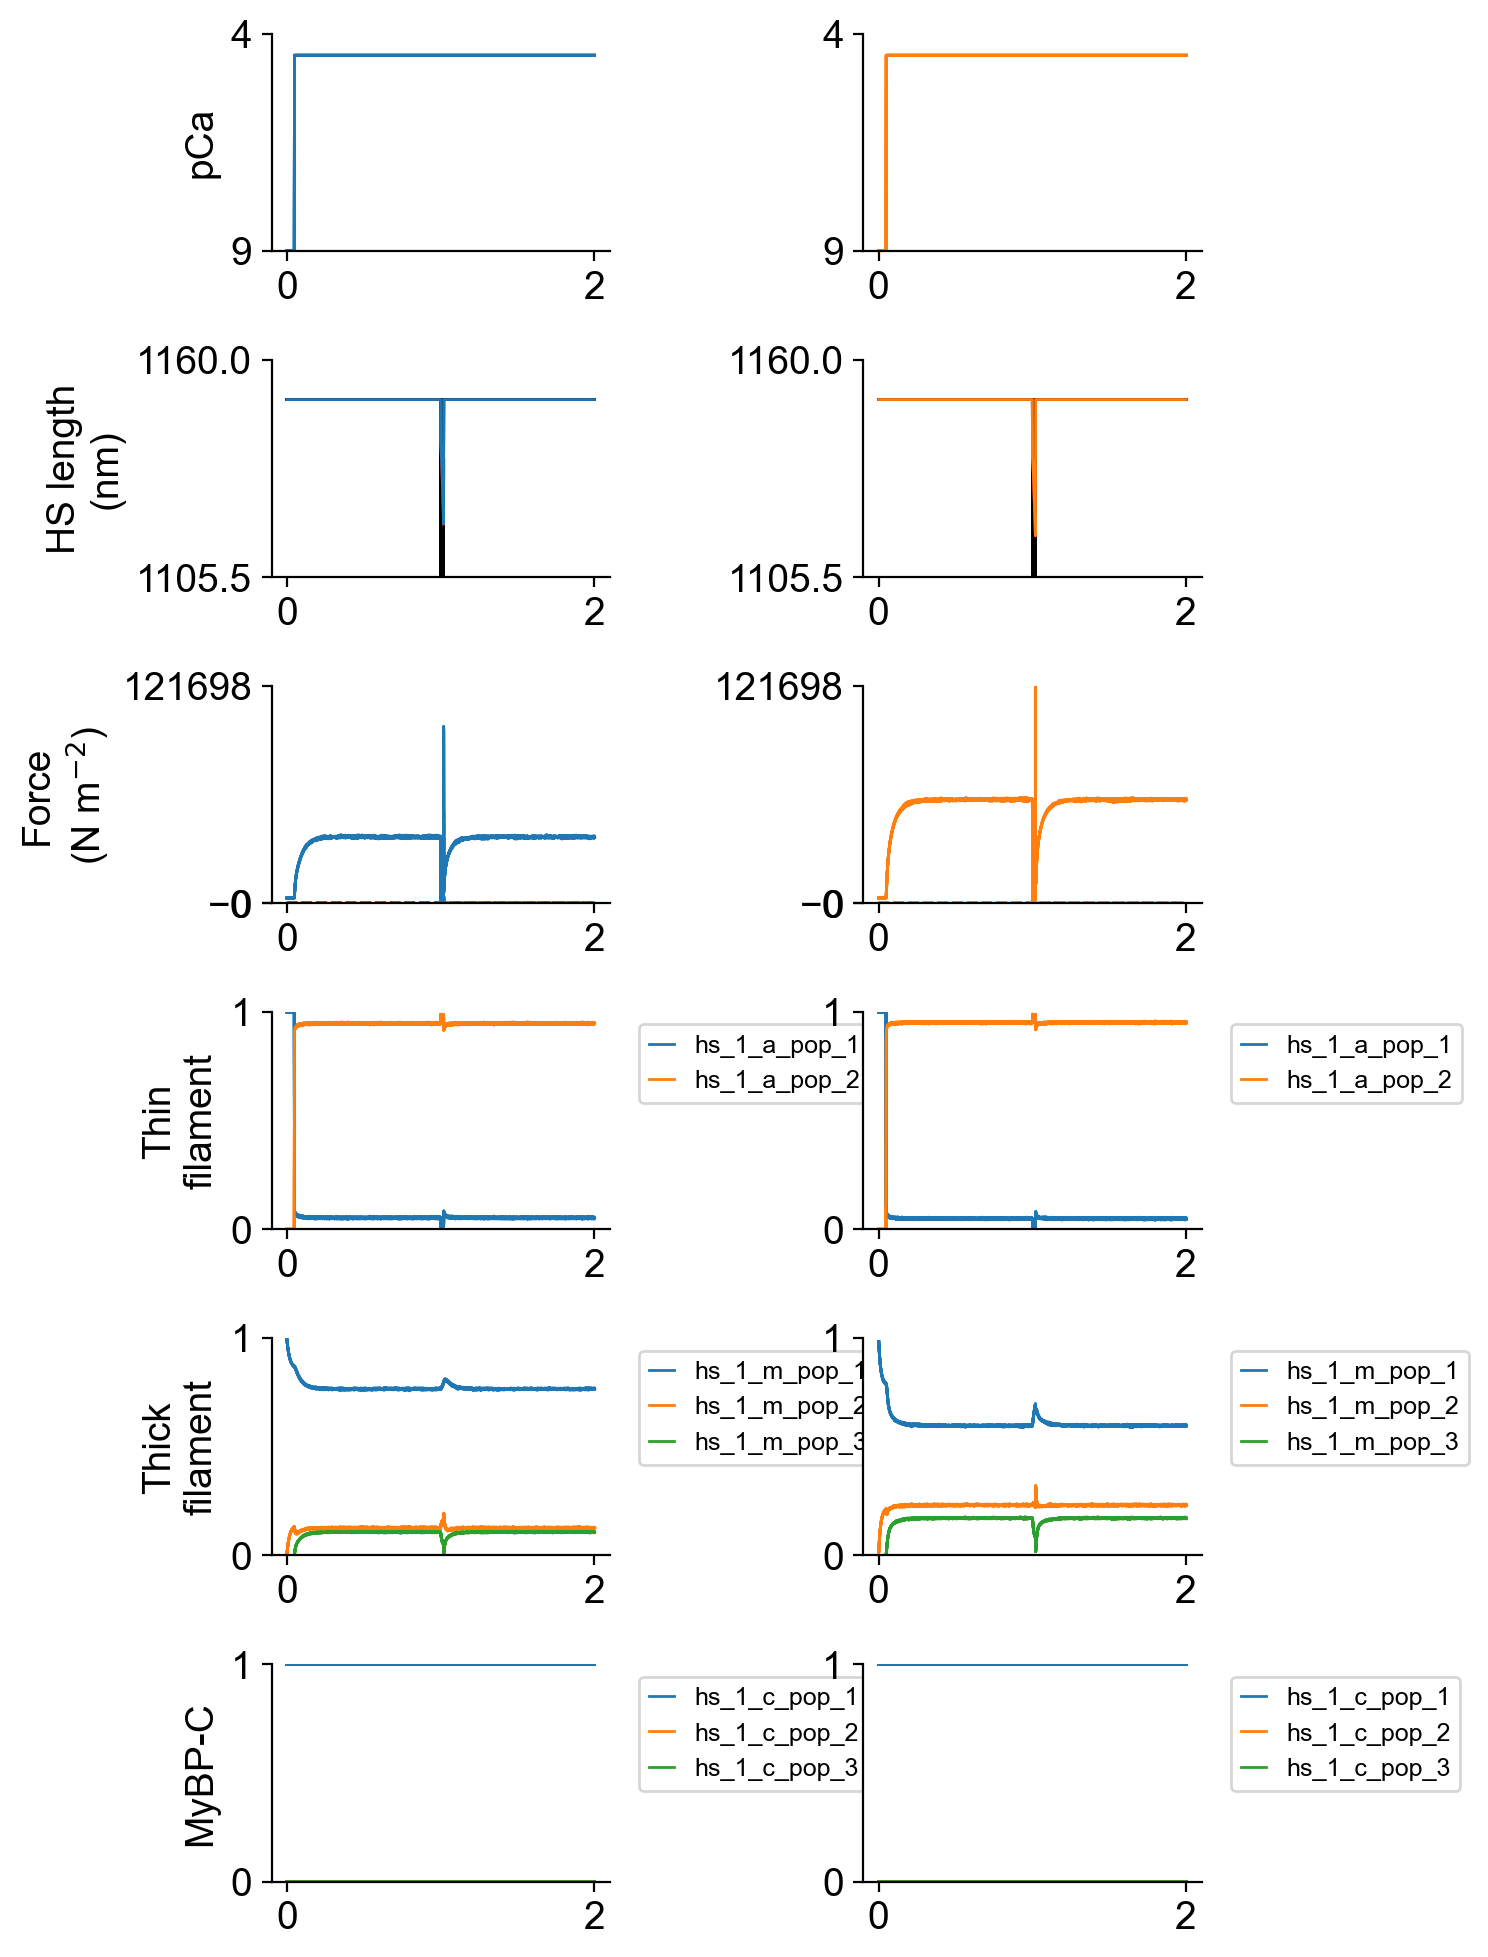 4
pCa
9
0
2
4
9
0
2
1160.0
HS length
(nm)
1105.5
0
2
1160.0
1105.5
0
2
121698
Force
(N m⁻²)
−0
0
2
121698
−0
0
2
1
Thin
filament
0
0
2
hs_1_a_pop_1
hs_1_a_pop_2
1
0
0
2
hs_1_a_pop_1
hs_1_a_pop_2
1
Thick
filament
0
0
2
hs_1_m_pop_1
hs_1_m_pop_2
hs_1_m_pop_3
1
0
0
2
hs_1_m_pop_1
hs_1_m_pop_2
hs_1_m_pop_3
1
MyBP-C
0
0
2
hs_1_c_pop_1
hs_1_c_pop_2
hs_1_c_pop_3
1
0
0
2
hs_1_c_pop_1
hs_1_c_pop_2
hs_1_c_pop_3